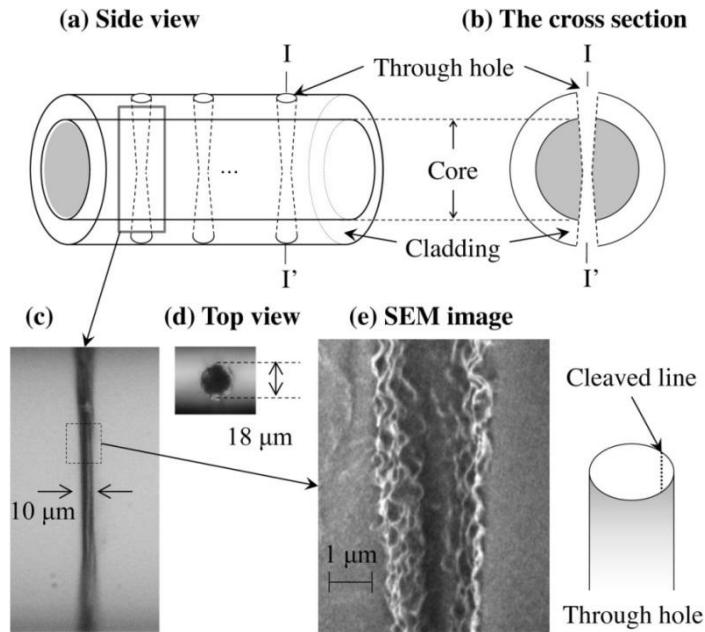 (a) Side view
(b) The cross section
I
I
Through hole
...
Core
Cladding
I'
I'
(c)
(d) Top view
(e) SEM image
Cleaved line
18 μm
10 μm
1 μm
Through hole